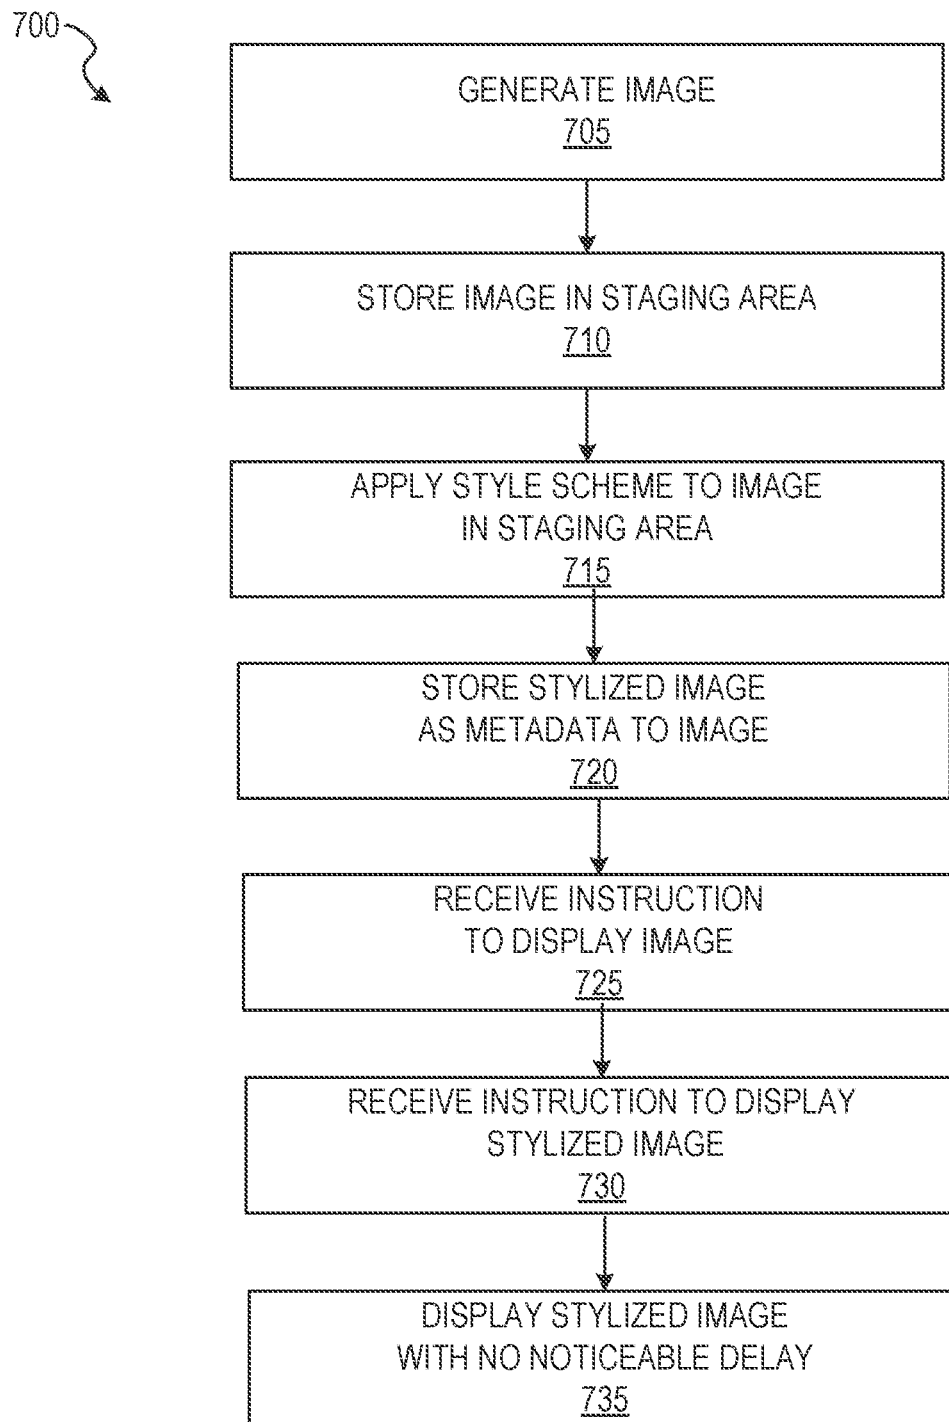 700
GENERATE IMAGE
705
STORE IMAGE IN STAGING AREA
710
APPLY STYLE SCHEME TO IMAGE
IN STAGING AREA
715
STORE STYLIZED IMAGE
AS METADATA TO IMAGE
720
RECEIVE INSTRUCTION
TO DISPLAY IMAGE
725
RECEIVE INSTRUCTION TO DISPLAY
STYLIZED IMAGE
730
DISPLAY STYLIZED IMAGE
WITH NO NOTICEABLE DELAY
735